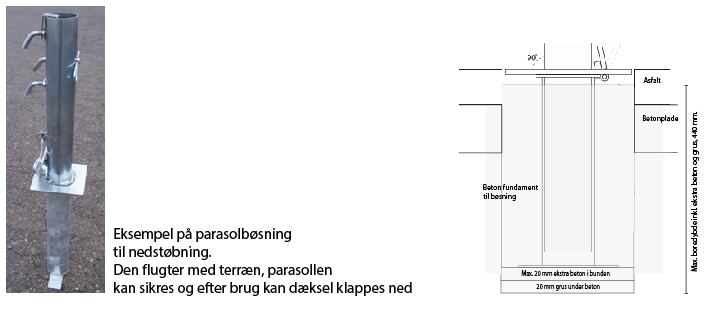 Eksempel på parasolbøsning
til nedstøbning.
Den flugter med terræn, parasollen
kan sikres og efter brug kan dæksel klappes ned
90°
Asfalt
Betonplade
Beton fundament
til bøsning
Max. 20 mm ekstra beton i bunden
20 mm grus under beton
Max. boredybde inkl. ekstra beton og grus, 440 mm.